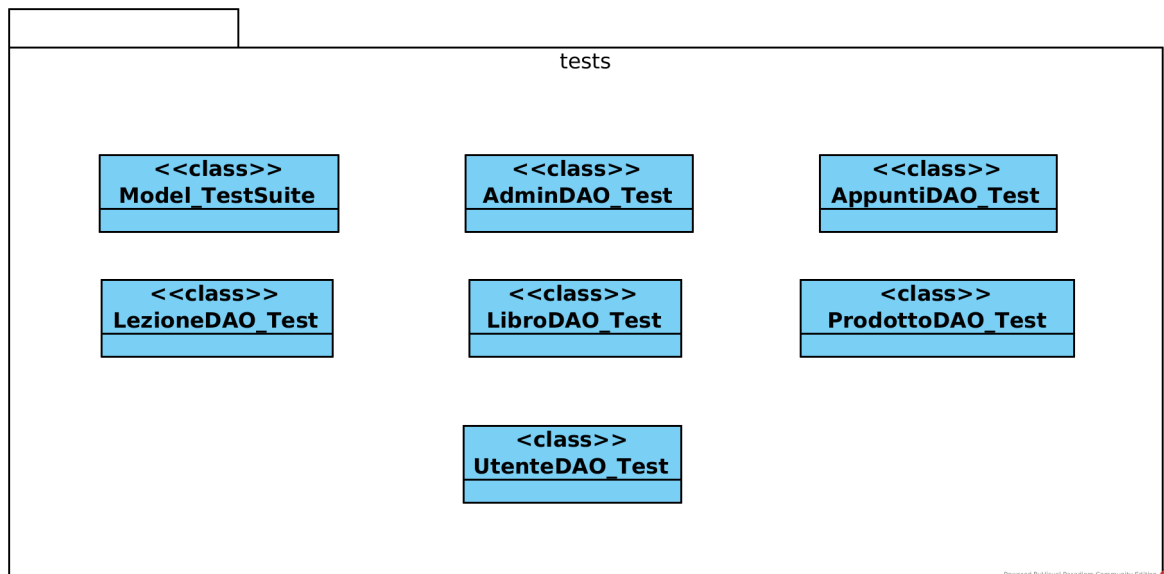 tests
<<class>>
Model_TestSuite
<<class>>
AdminDAO_Test
<<class>>
AppuntiDAO_Test
<<class>>
LezioneDAO_Test
<<class>>
LibroDAO_Test
<class>>
ProdottoDAO_Test
<class>>
UtenteDAO_Test